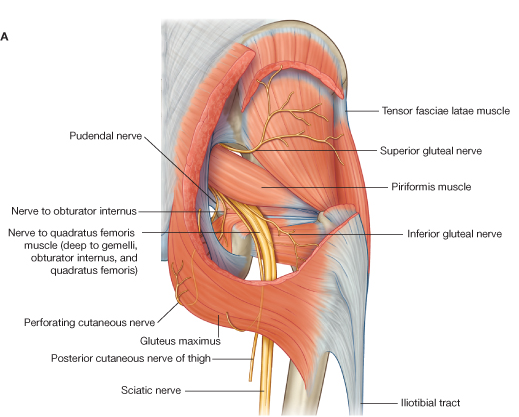 A
Tensor fasciae latae muscle
Pudendal nerve
Superior gluteal nerve
Piriformis muscle
Nerve to obturator internus
Nerve to quadratus femoris
muscle (deep to gemelli,
obturator internus, and
quadratus femoris)
Inferior gluteal nerve
Perforating cutaneous nerve
Gluteus maximus
Posterior cutaneous nerve of thigh
Sciatic nerve
Iliotibial tract